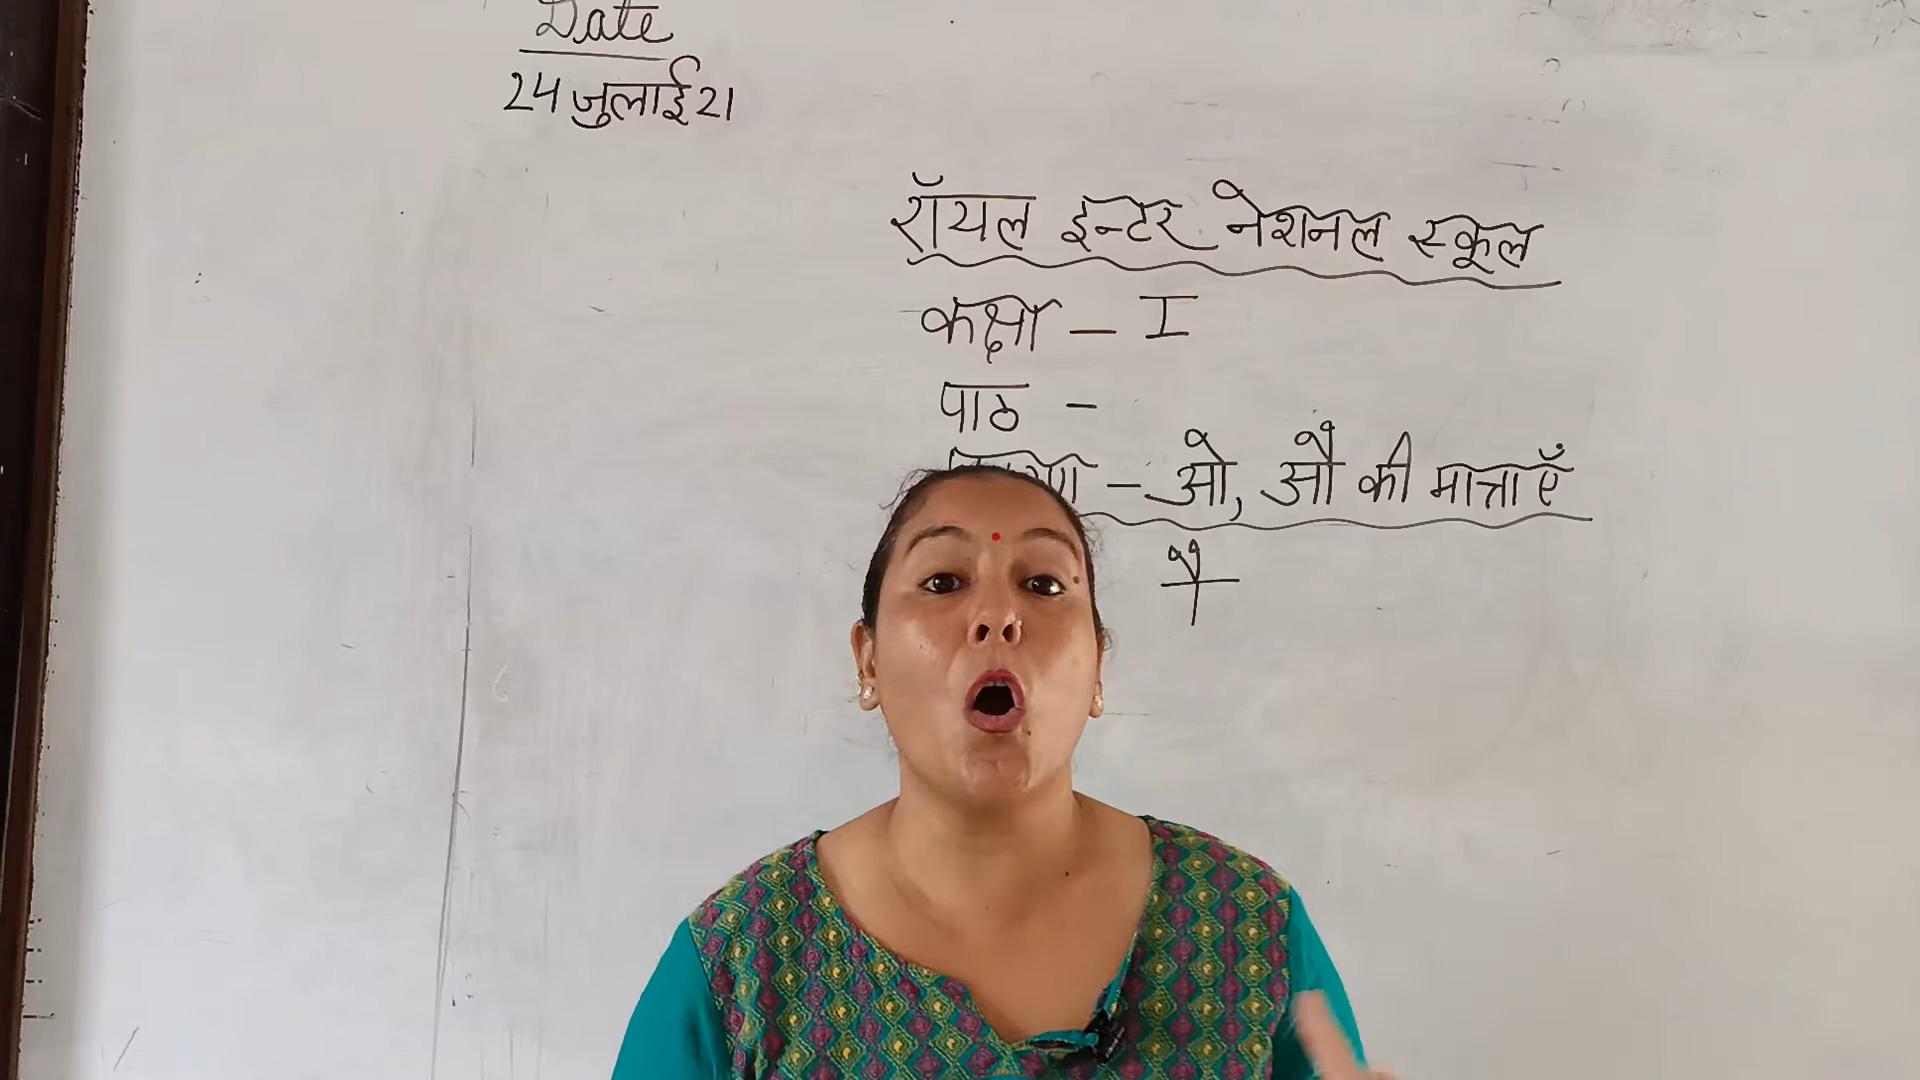 Date
24 जुलाई 21
रॉयल इन्टर नेशनल स्कूल
कक्षा - I
पाठ -
- ओ, औ की मात्राएँ
ौ